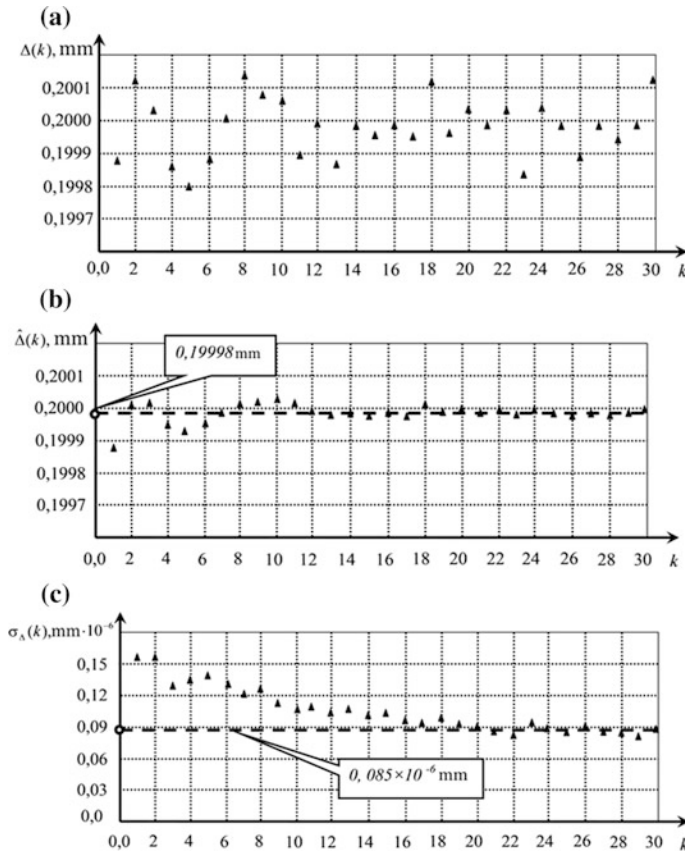 (a)
Δ(k), mm
0,2001
0,2000
0,1999
0,1998
0,1997
0,0 2 4 6 8 10 12 14 16 18 20 22 24 26 28 30 k
(b)
Δ̂(k), mm
0,19998 mm
0,2001
0,2000
0,1999
0,1998
0,1997
0,0 2 4 6 8 10 12 14 16 18 20 22 24 26 28 30 k
(c)
σ_Δ(k),mm·10⁻⁶
0,15
0,12
0,09
0,06
0,085×10⁻⁶ mm
0,03
0,0
0,0 2 4 6 8 10 12 14 16 18 20 22 24 26 28 30 k